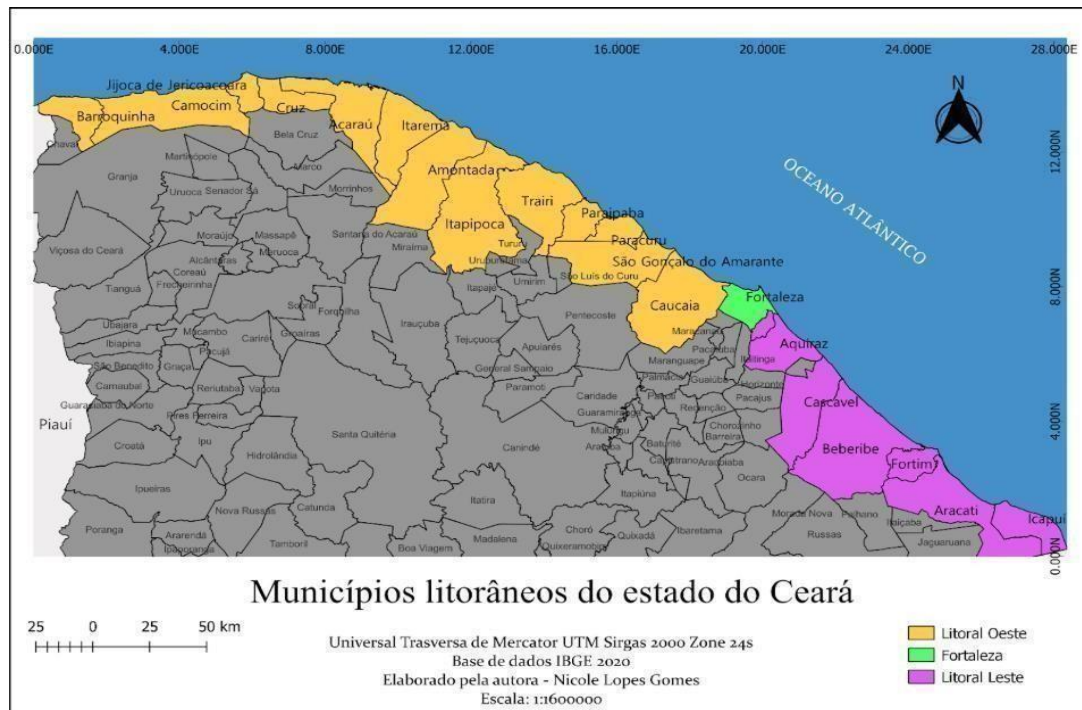 0.000E 4.000E 8.000E 12.000E 16.000E 20.000E 24.000E 28.000E
Jijoca de Jericoacoara
N
Camocim
Cruz
Barroquinha
Acaraú
Itarema
Bela Cruz
12.000N
Chaval
Martinópole
Marco
OCEANO ATLÂNTICO
Granja
Amontada
Uruoca
Senador Sá
Morrinhos
Trairi
Paraipaba
Itapipoca
Moraújo
Massapê
Santana do Acaraú
Miraíma
Tururu
Paracuru
Viçosa do Ceará
Alcântaras
Meruoca
Uruburetama
São Gonçalo do Amarante
Coreaú
Frecheirinha
Umirim
São Luís do Curu
8.000N
Tianguá
Itapajé
Fortaleza
Sobral
Forquilha
Caucaia
Irauçuba
Pentecoste
Ubajara
Mucambo
Groaíras
Maracanaú
Ibiapina
Cariré
Tejuçuoca
Apuiarés
Aquiraz
Pacujá
Pacatuba
São Benedito
Graça
General Sampaio
Maranguape
Itaitinga
Carnaubal
Reriutaba
Varjota
Paramoti
Palmácia
Guaiúba
Horizonte
Guaraciaba do Norte
Caridade
Pacoti
Pacajus
Pires Ferreira
Guaramiranga
Redenção
Cascavel
4.000N
Piauí
Mulungu
Chorozinho
Santa Quitéria
Barreira
Croatá
Ipu
Canindé
Aratuba
Baturité
Beberibe
Hidrolândia
Capistrano
Aracoiaba
Fortim
Ipueiras
Itatira
Itapiúna
Ocara
Nova Russas
Catunda
Aracati
Icapuí
Poranga
Ararendá
Choró
Ibaretama
Morada Nova
Palhano
Itaiçaba
Ipaporanga
Tamboril
Boa Viagem
Madalena
Quixeramobim
Quixadá
Russas
Jaguaruana
0.000N
Municípios litorâneos do estado do Ceará
25 0 25 50 km
Universal Trasversa de Mercator UTM Sirgas 2000 Zone 24s
Base de dados IBGE 2020
Elaborado pela autora - Nicole Lopes Gomes
Escala: 1:1600000
Litoral Oeste
Fortaleza
Litoral Leste